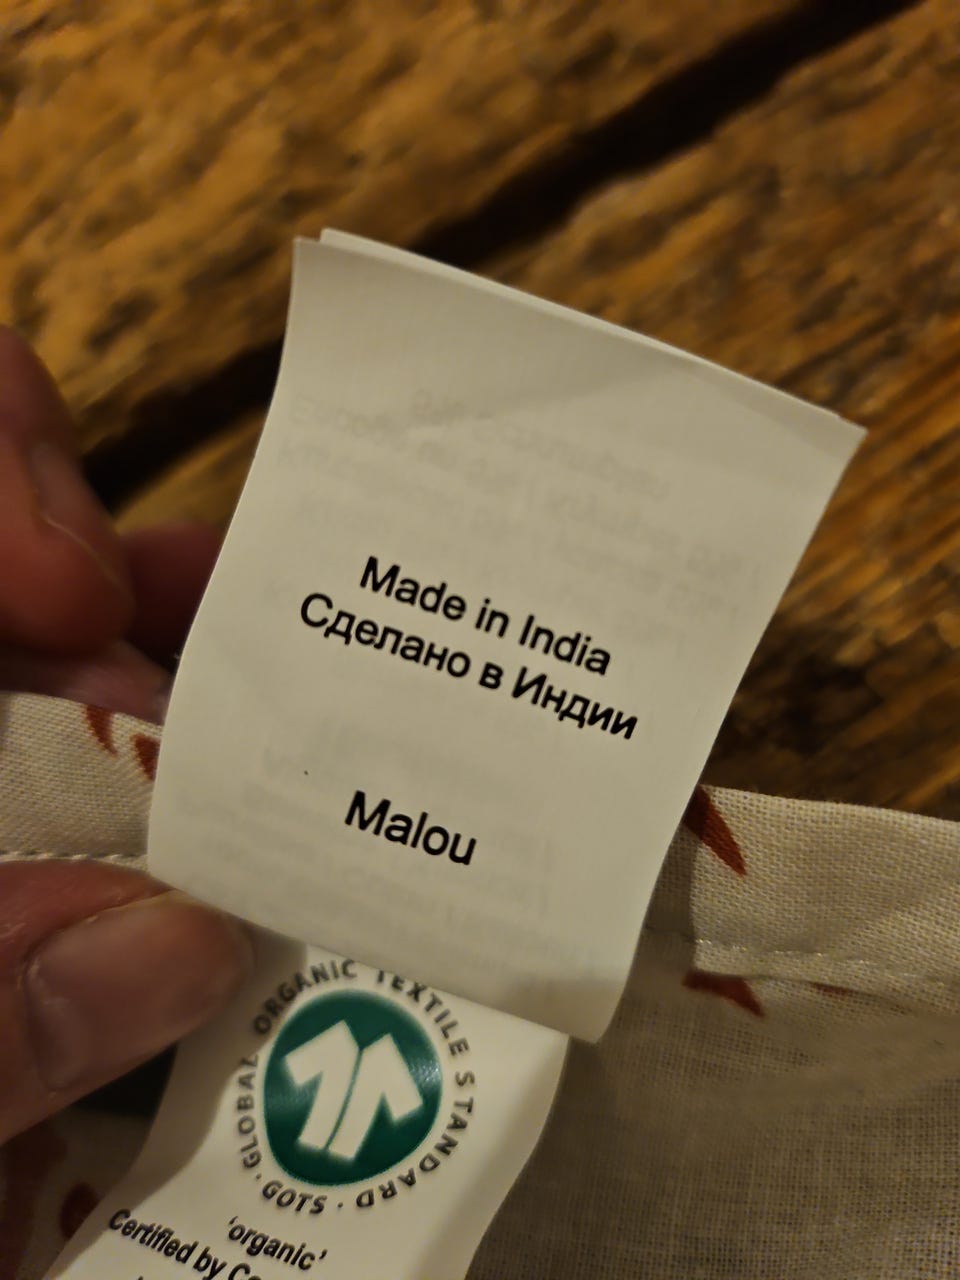 Made in India
Сделано в Индии
Malou
GLOBAL ORGANIC TEXTILE STANDARD · GOTS ·
'organic'
Certified by